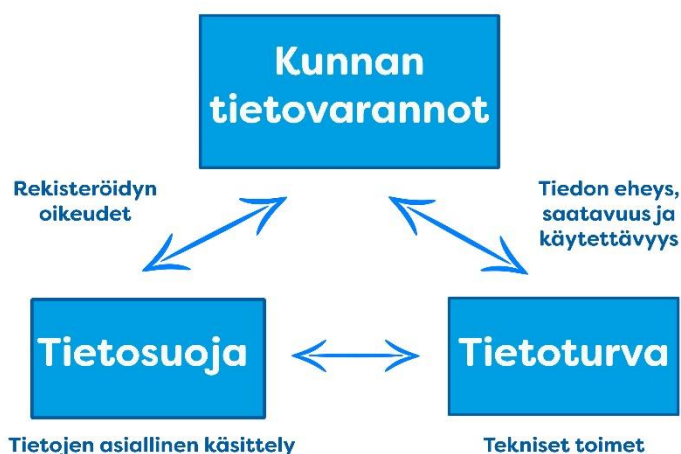 Kunnan
tietovarannot
Rekisteröidyn
oikeudet
Tiedon eheys,
saatavuus ja
käytettävyys
Tietosuoja
Tietoturva
Tietojen asiallinen käsittely
Tekniset toimet